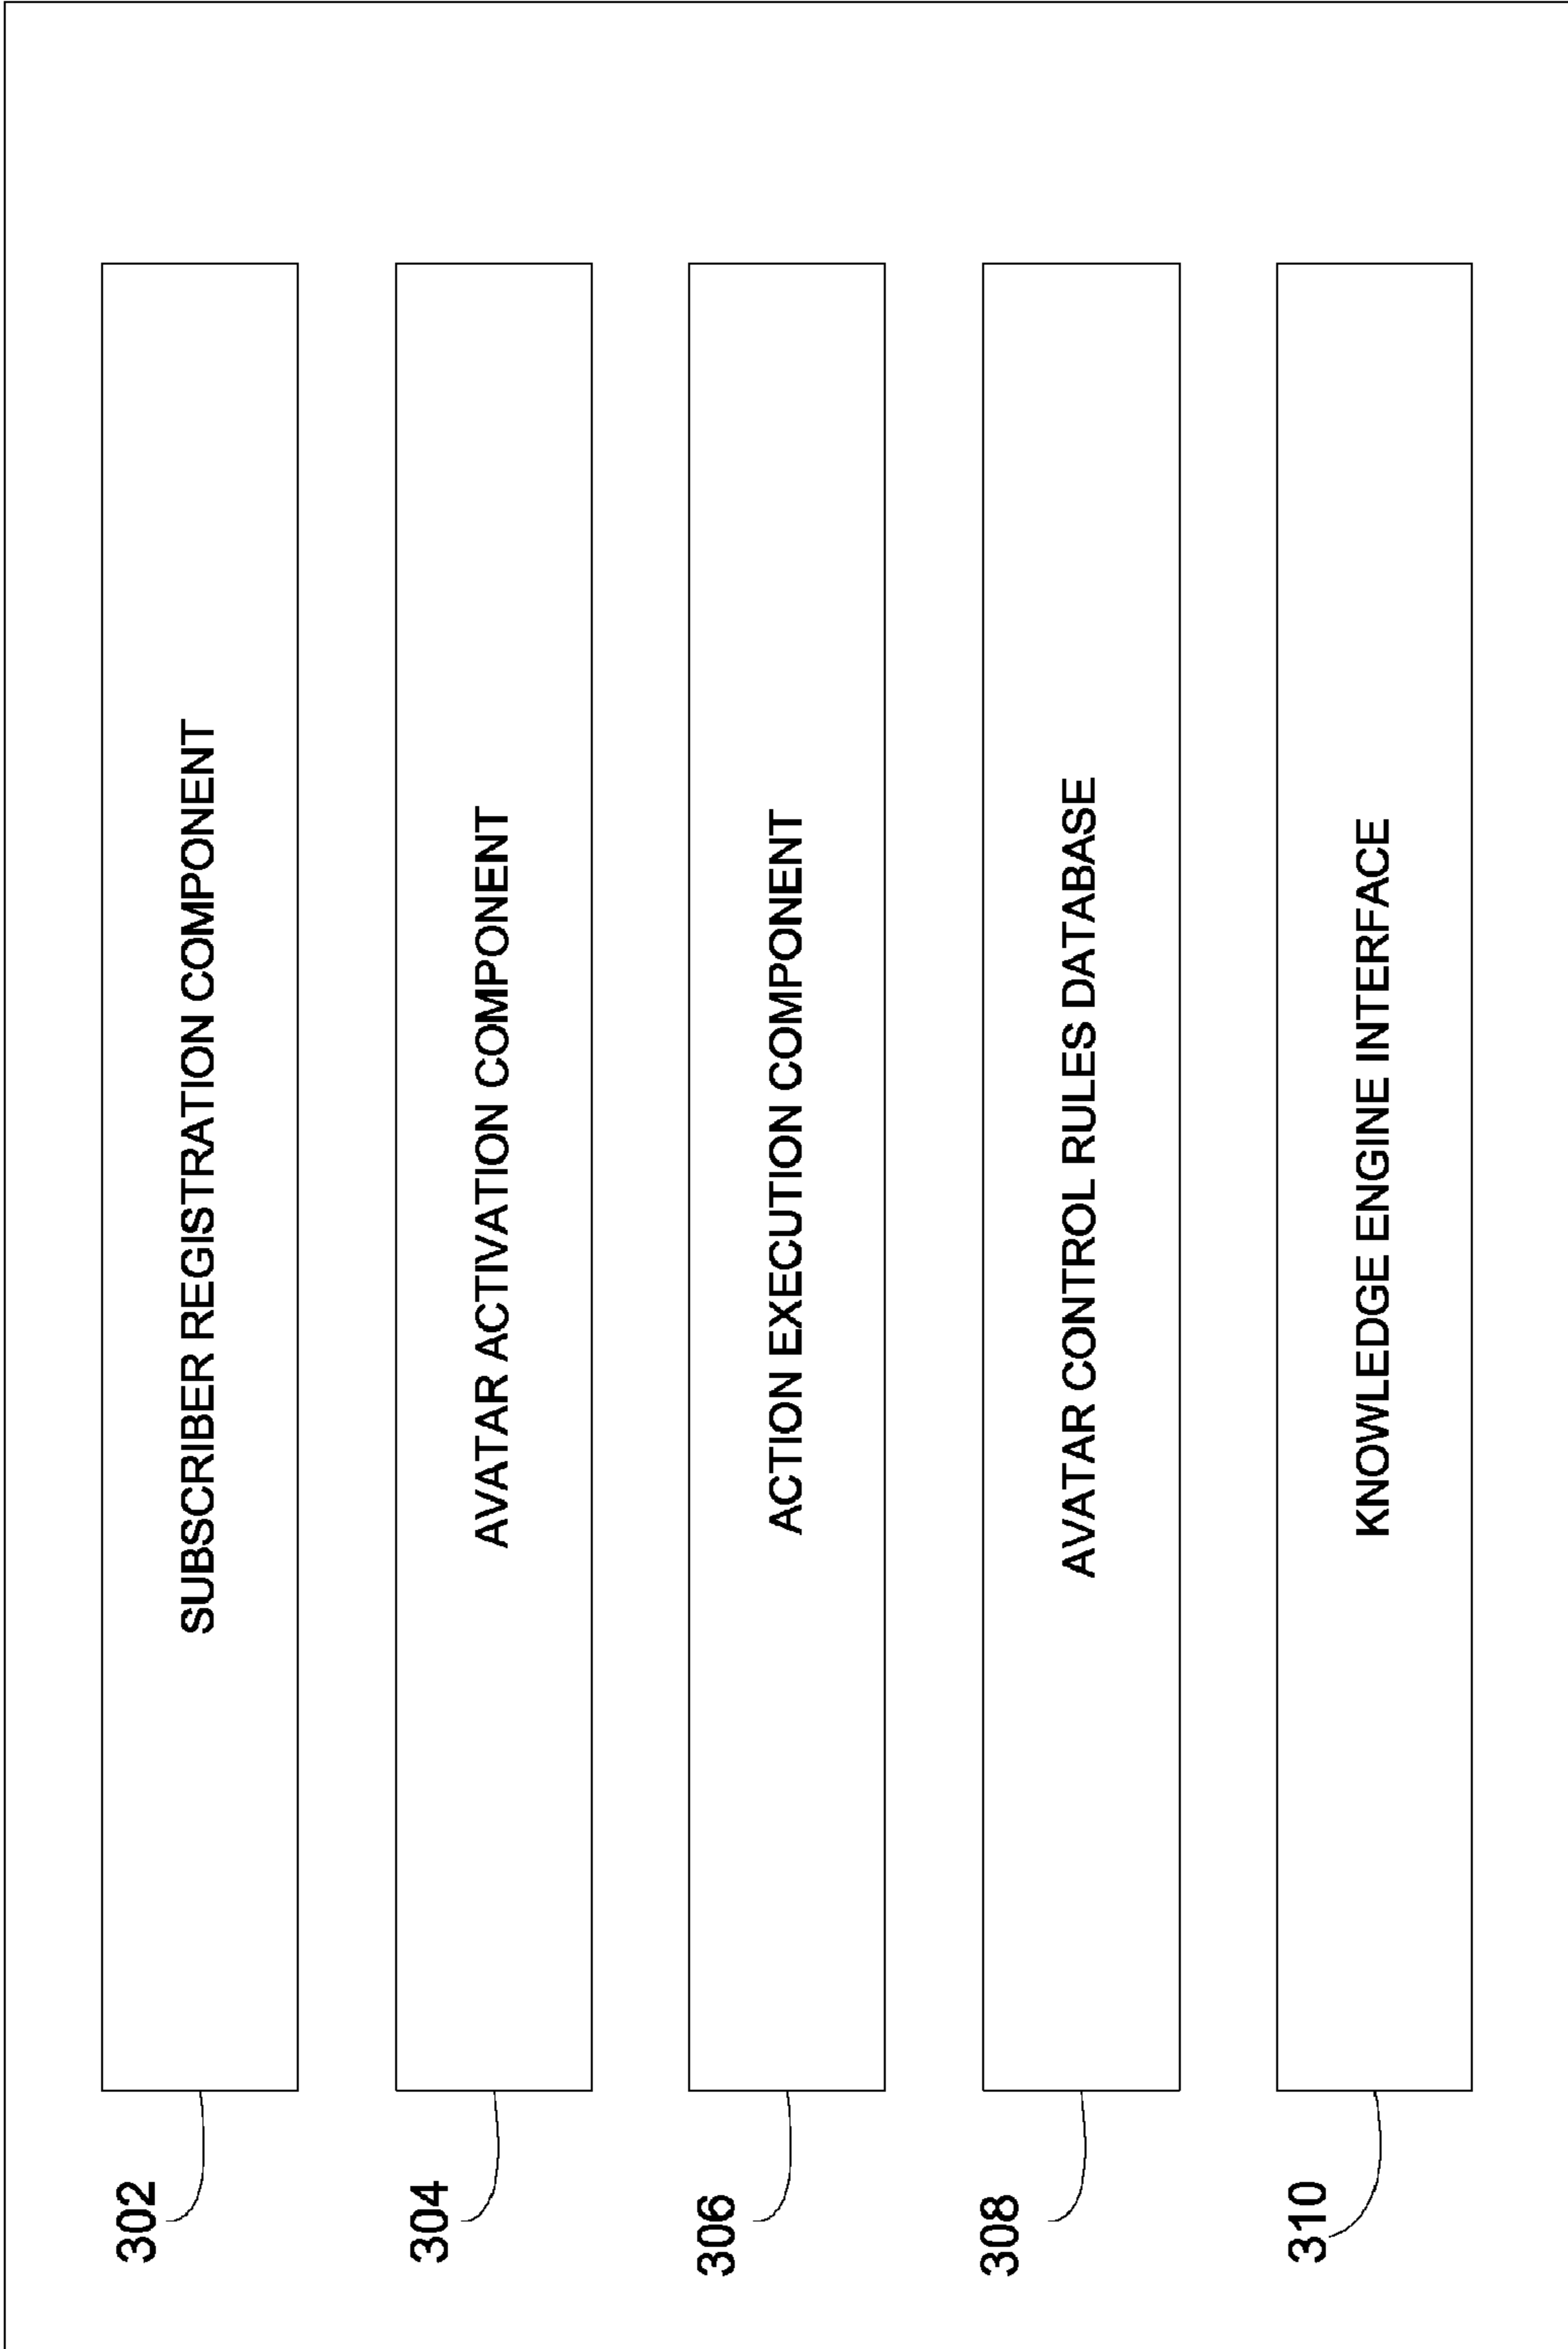 302
SUBSCRIBER REGISTRATION COMPONENT
304
AVATAR ACTIVATION COMPONENT
306
ACTION EXECUTION COMPONENT
308
AVATAR CONTROL RULES DATABASE
310
KNOWLEDGE ENGINE INTERFACE